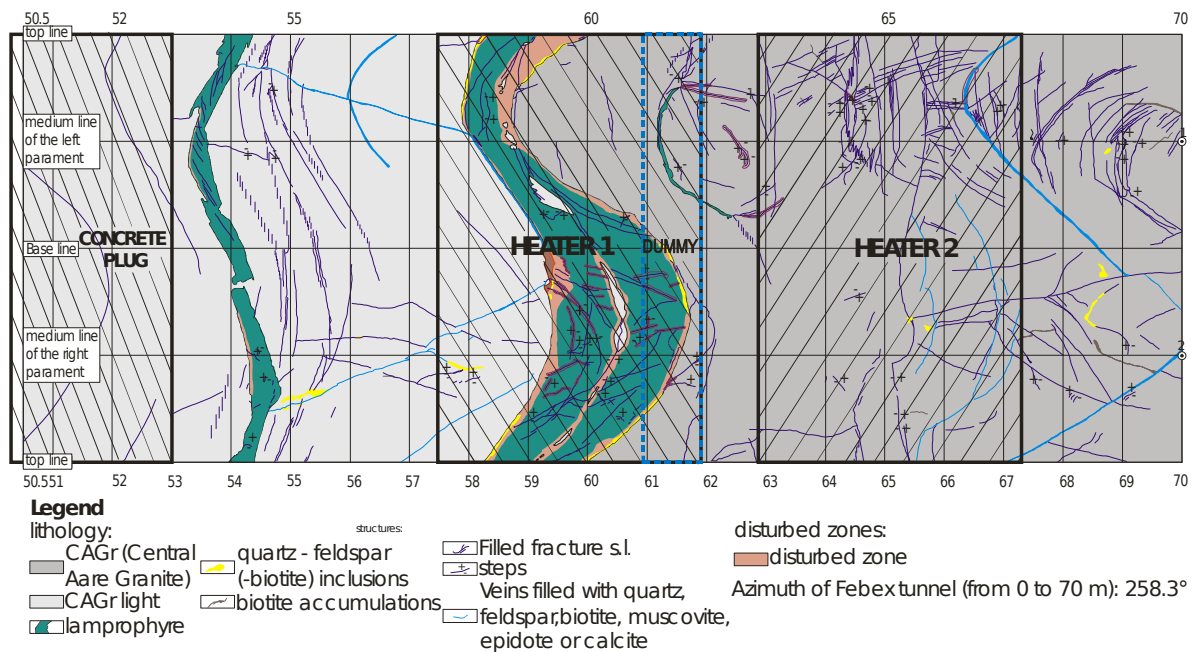 50.5 52 55 60 65 70
top line
medium line
of the left
parament
1
Base line
CONCRETE
PLUG
HEATER 1
DUMMY
HEATER 2
medium line
of the right
parament
2
top line
50.551 52 53 54 55 56 57 58 59 60 61 62 63 64 65 66 67 68 69 70
Legend
lithology:
CAGr (Central
Aare Granite)
CAGr light
lamprophyre
quartz - feldspar
(-biotite) inclusions
biotite accumulations
structures:
Filled fracture s.l.
steps
Veins filled with quartz,
feldspar,biotite, muscovite,
epidote or calcite
disturbed zones:
disturbed zone
Azimuth of Febex tunnel (from 0 to 70 m): 258.3°